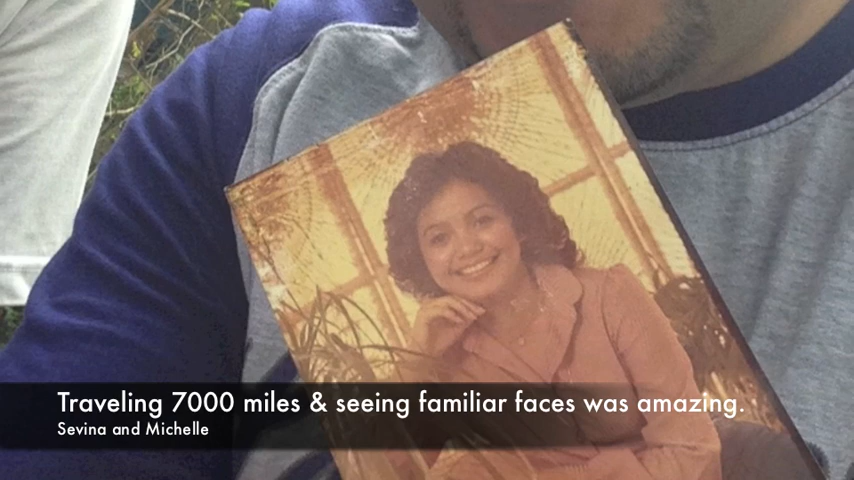 Traveling 7000 miles & seeing familiar faces was amazing.
Sevina and Michelle